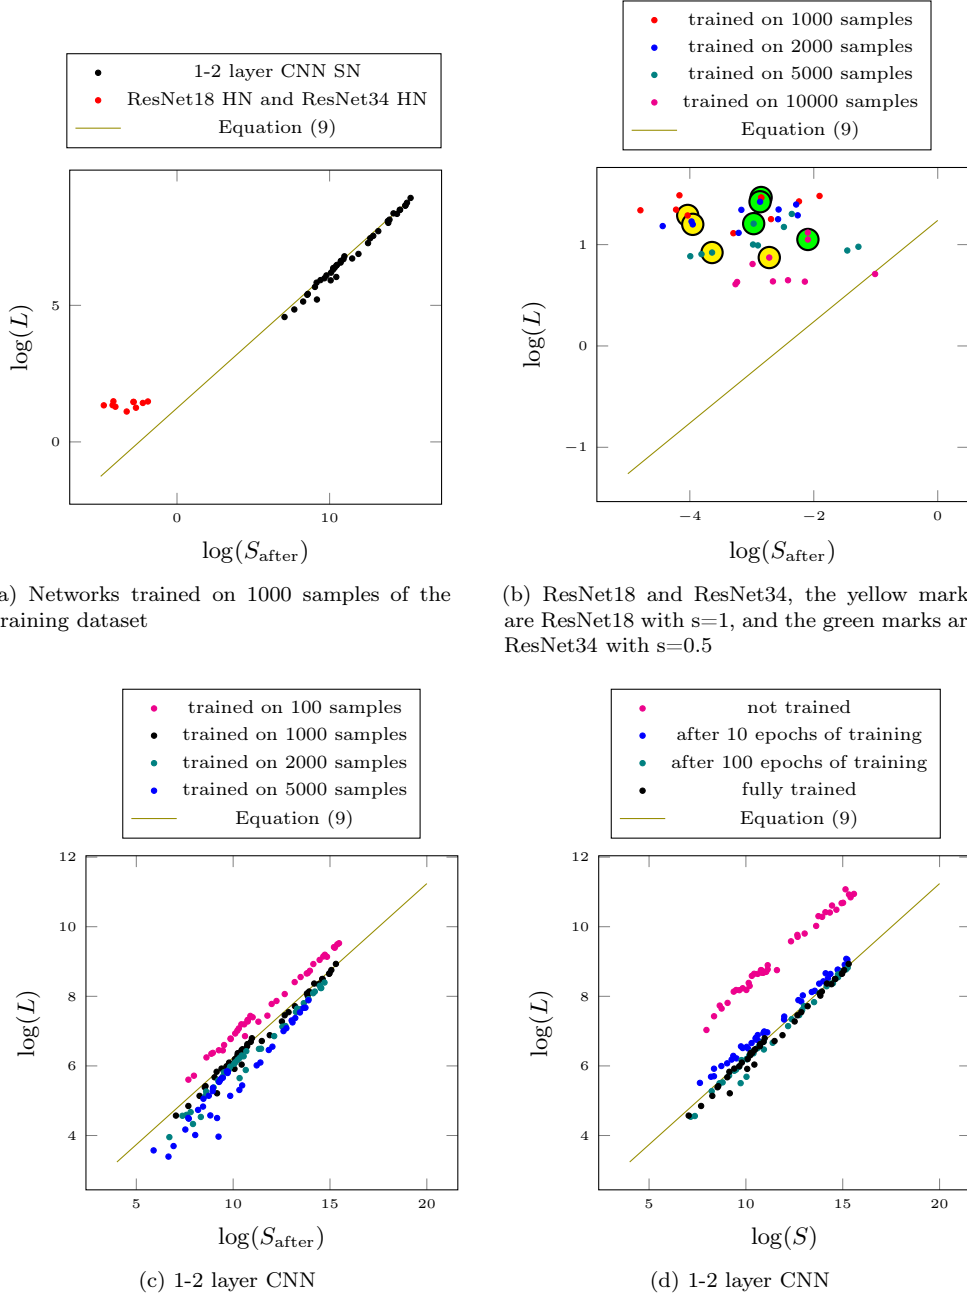 1-2 layer CNN SN
ResNet18 HN and ResNet34 HN
Equation (9)
5
0
0
10
log(L)
log(S_after)
a) Networks trained on 1000 samples of the
raining dataset
trained on 1000 samples
trained on 2000 samples
trained on 5000 samples
trained on 10000 samples
Equation (9)
1
0
−1
−4
−2
0
log(L)
log(S_after)
(b) ResNet18 and ResNet34, the yellow mark
are ResNet18 with s=1, and the green marks ar
ResNet34 with s=0.5
trained on 100 samples
trained on 1000 samples
trained on 2000 samples
trained on 5000 samples
Equation (9)
12
10
8
6
4
5
10
15
20
log(L)
log(S_after)
(c) 1-2 layer CNN
not trained
after 10 epochs of training
after 100 epochs of training
fully trained
Equation (9)
12
10
8
6
4
5
10
15
20
log(L)
log(S)
(d) 1-2 layer CNN